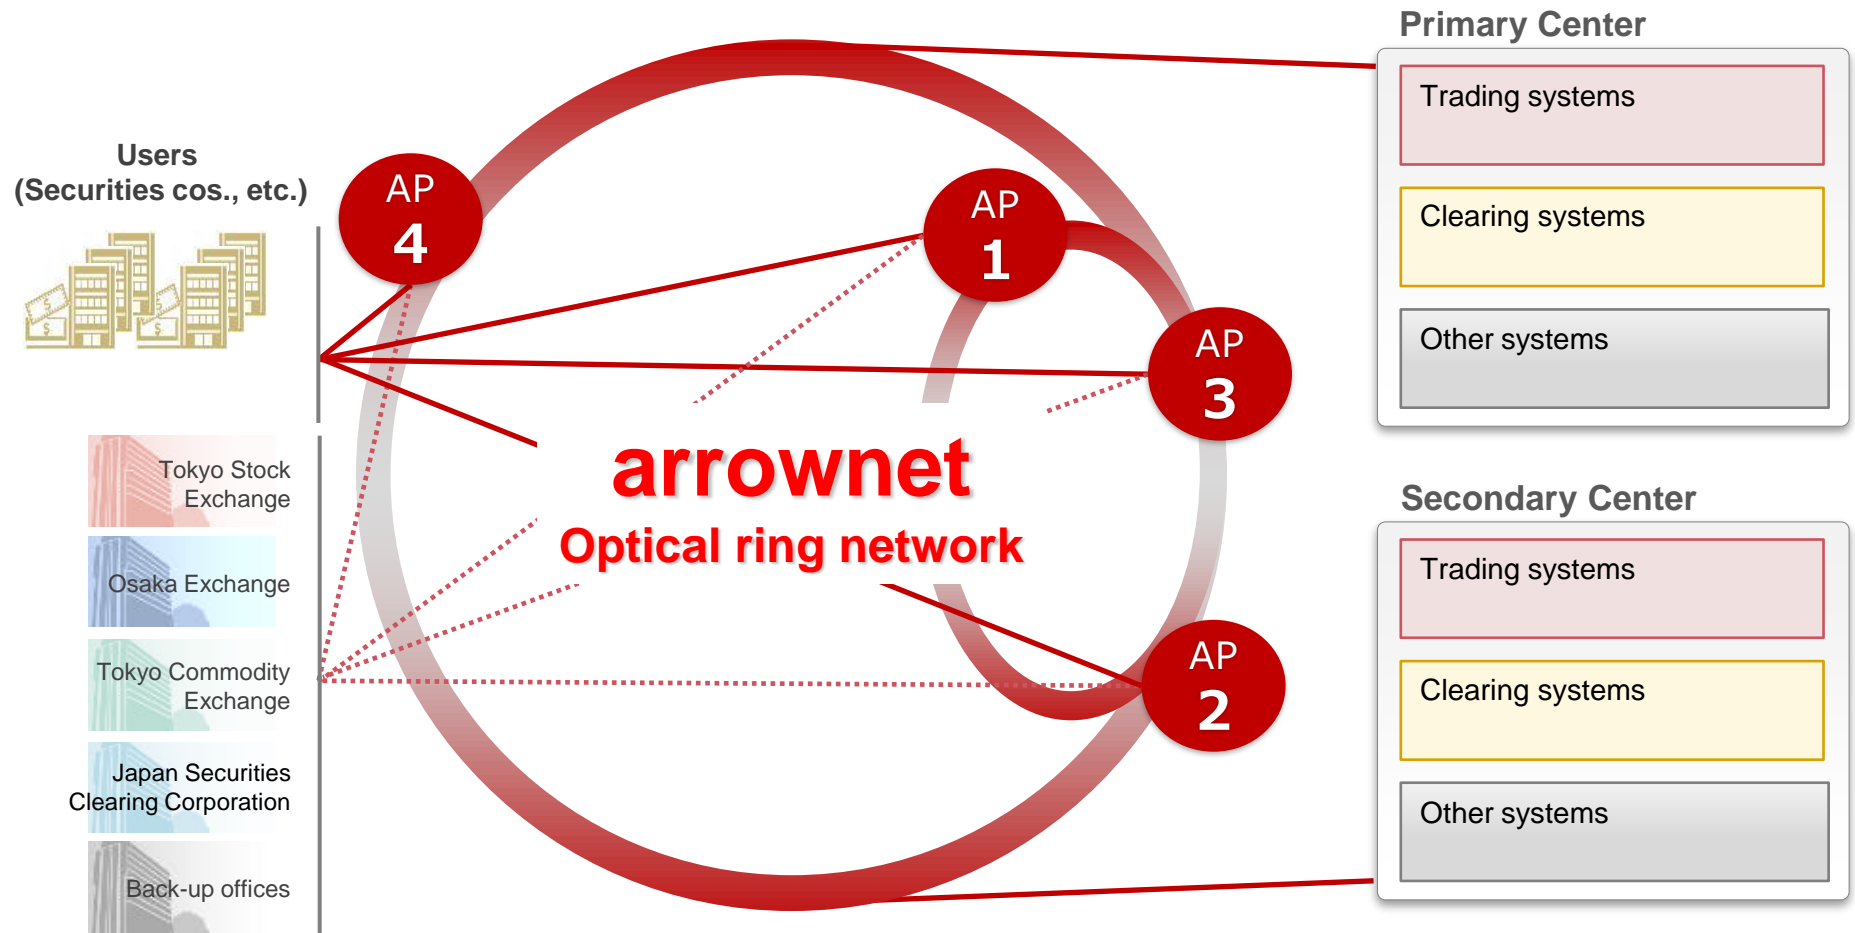 Primary Center
Trading systems
Clearing systems
Other systems
Users
(Securities cos., etc.)
AP
4
AP
1
AP
3
AP
2
arrownet
Optical ring network
Tokyo Stock
Exchange
Osaka Exchange
Tokyo Commodity
Exchange
Japan Securities
Clearing Corporation
Back-up offices
Secondary Center
Trading systems
Clearing systems
Other systems